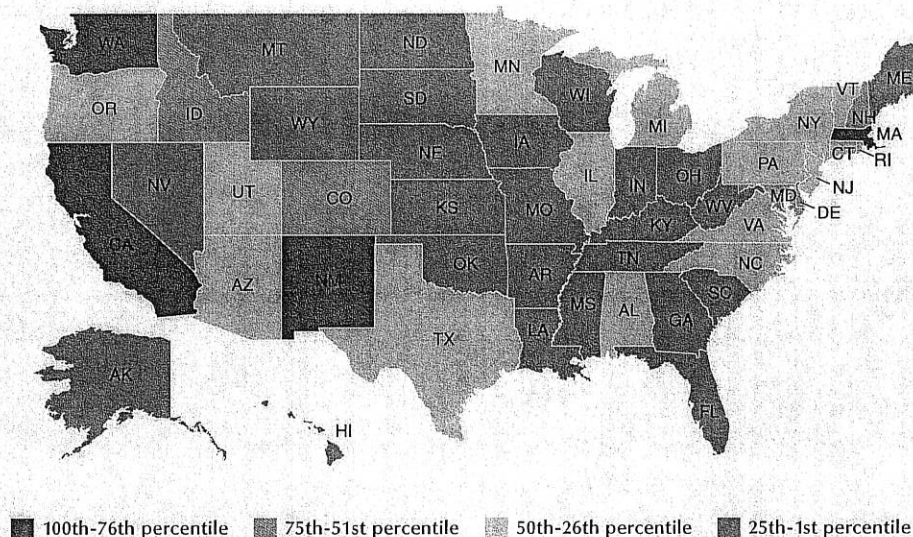 WA
MT
ND
MN
VT
ME
OR
ID
SD
WI
NH
WY
MI
NY
MA
IA
CT
RI
NE
PA
NV
IL
IN
OH
NJ
UT
CO
MD
KS
MO
WV
DE
KY
VA
CA
NC
OK
TN
AZ
NM
AR
SC
MS
AL
GA
TX
LA
AK
FL
HI
100th-76th percentile
75th-51st percentile
50th-26th percentile
25th-1st percentile